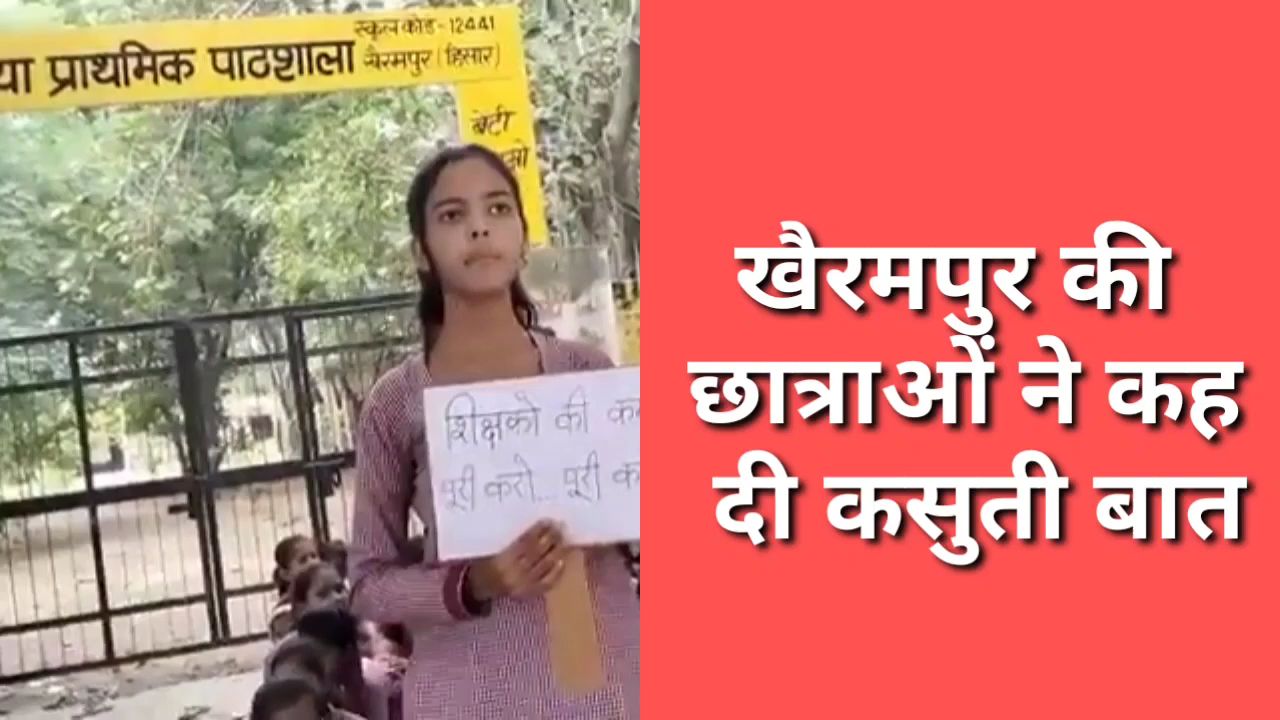 प्राथमिक पाठशाला
स्कूल कोड - 12441
खैरमपुर (हिसार)
बेटी
शिक्षको की
पूरी करो... पूरी
खैरमपुर की
छात्राओं ने कह
दी कसुती बात